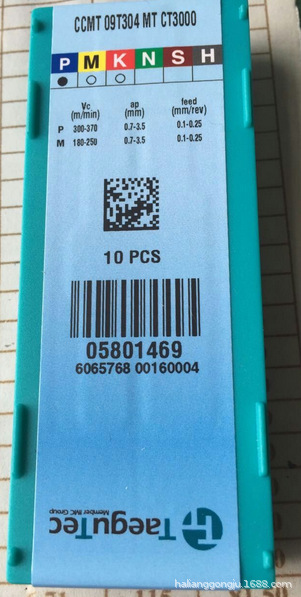 CCMT 09T304 MT CT3000
P M K N S H
Vc ap feed
(m/min) (mm) (mm/rev)
P 300-370 0.7-3.5 0.1-0.25
M 180-250 0.7-3.5 0.1-0.25
10 PCS
05801469
6065768 00160004
TaeguTec
Member IMC Group
halianggongju.1688.com